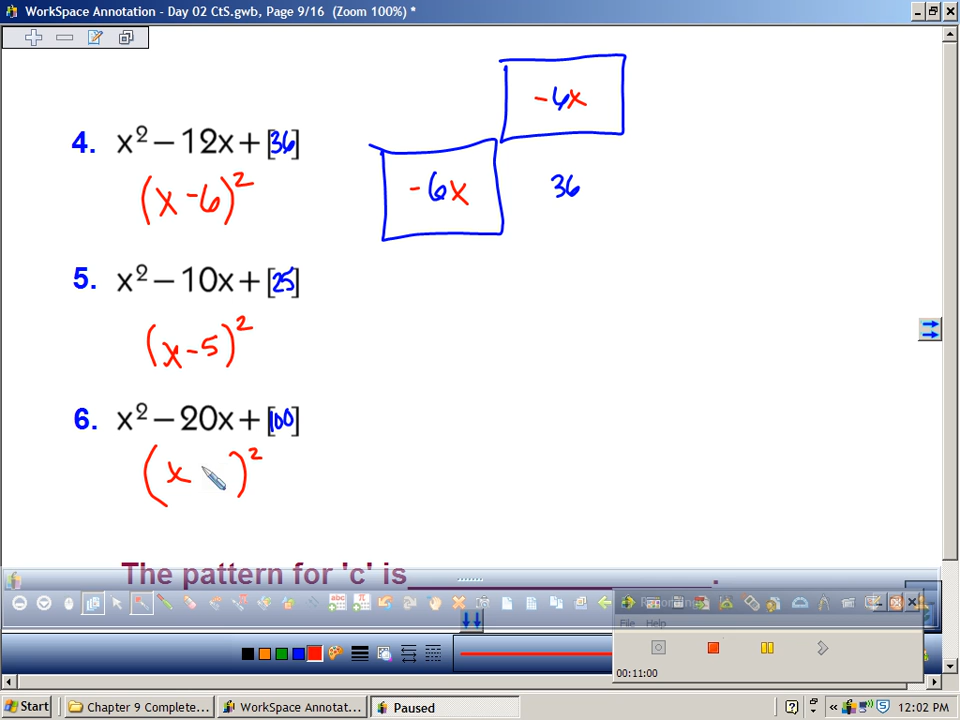 WorkSpace Annotation - Day 02 CtS.gwb, Page 9/16 (Zoom 100%) *
-6x
4. x² – 12x + [36]
(x - 6)²
-6x 36
5. x² – 10x + [25]
(x - 5)²
6. x² – 20x + [100]
(x )²
The pattern for 'c' is____________________.
File Help
00:11:00
Start Chapter 9 Complete... WorkSpace Annotat... Paused 12:02 PM